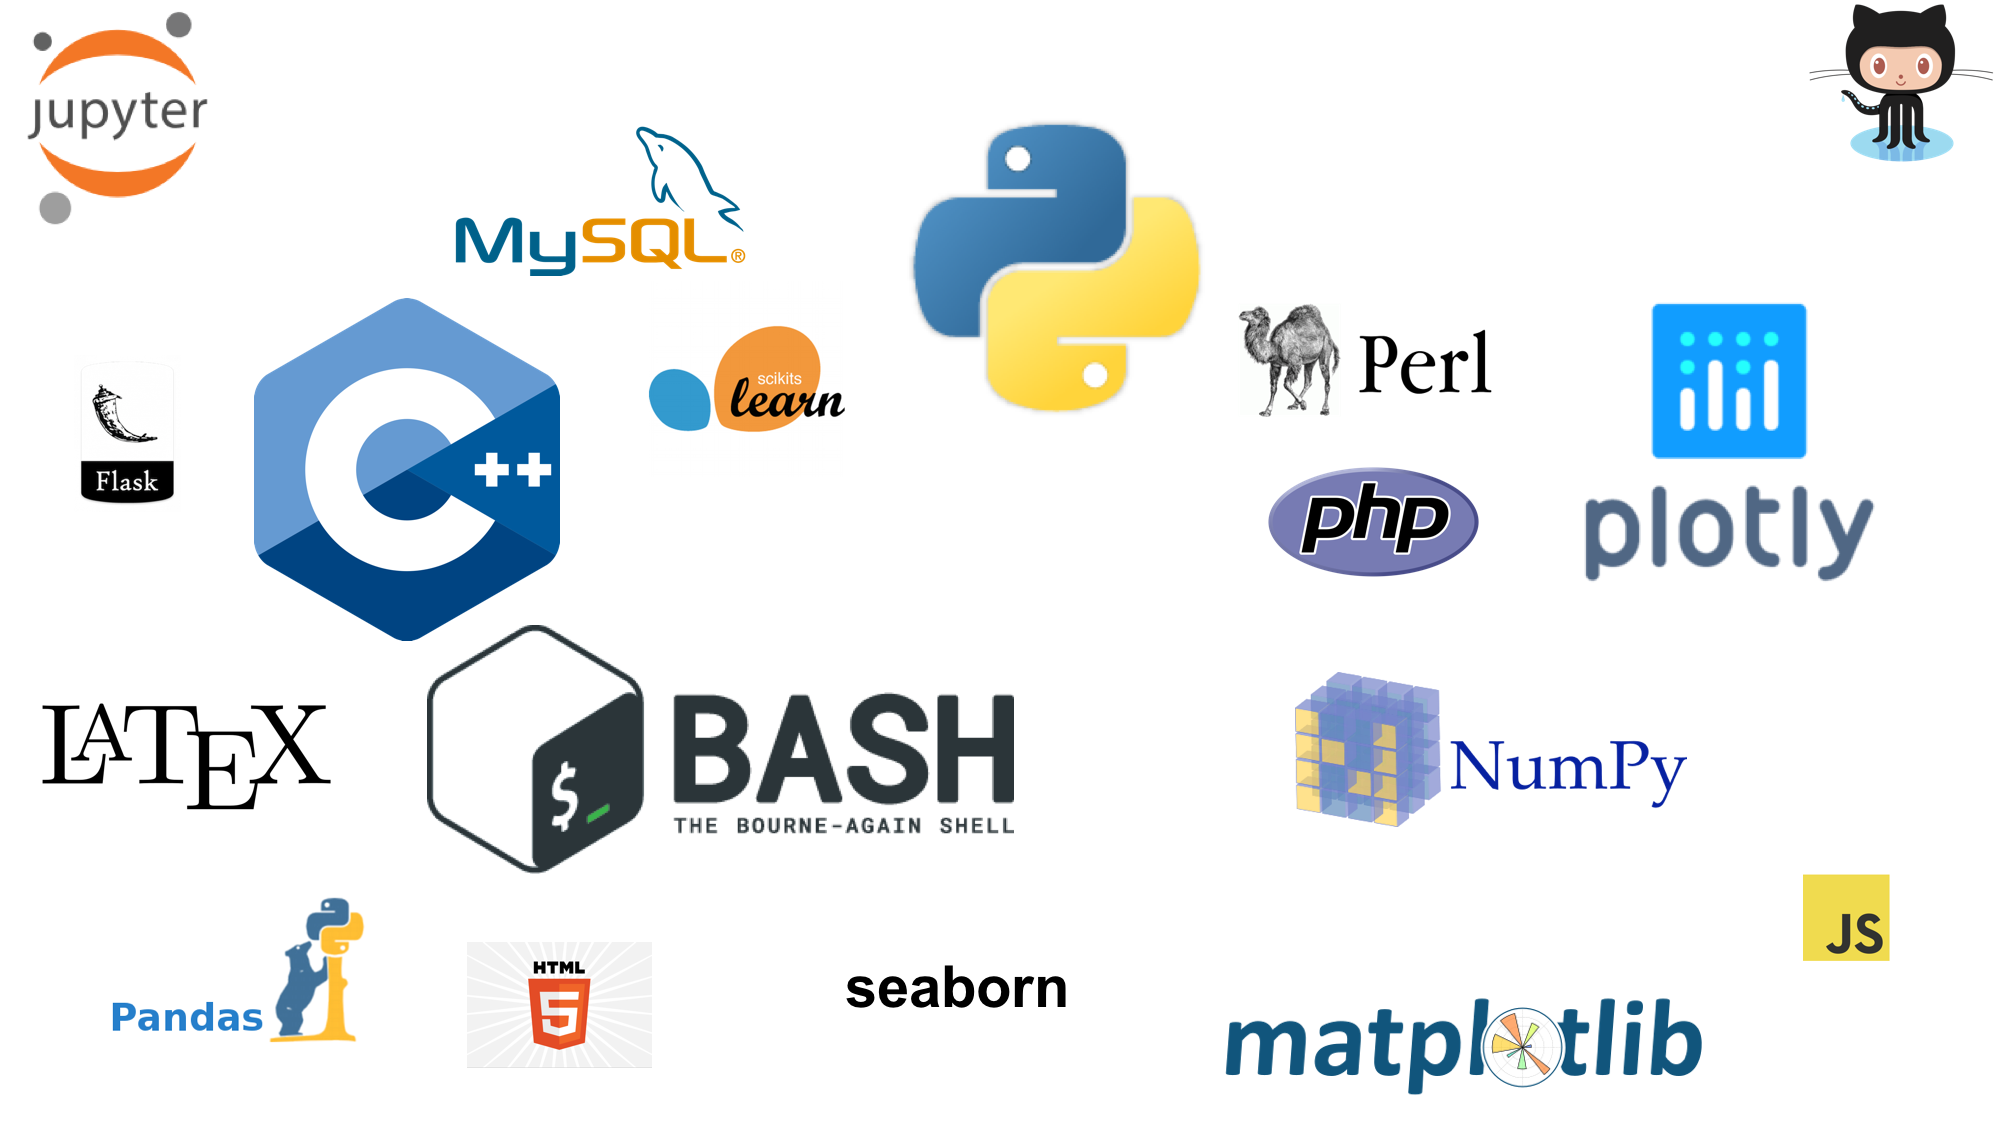 jupyter
MySQL®
scikits
learn
Perl
C++
Flask
php
plotly
LATEX
$_
BASH
THE BOURNE-AGAIN SHELL
NumPy
JS
Pandas
HTML
5
seaborn
matplotlib